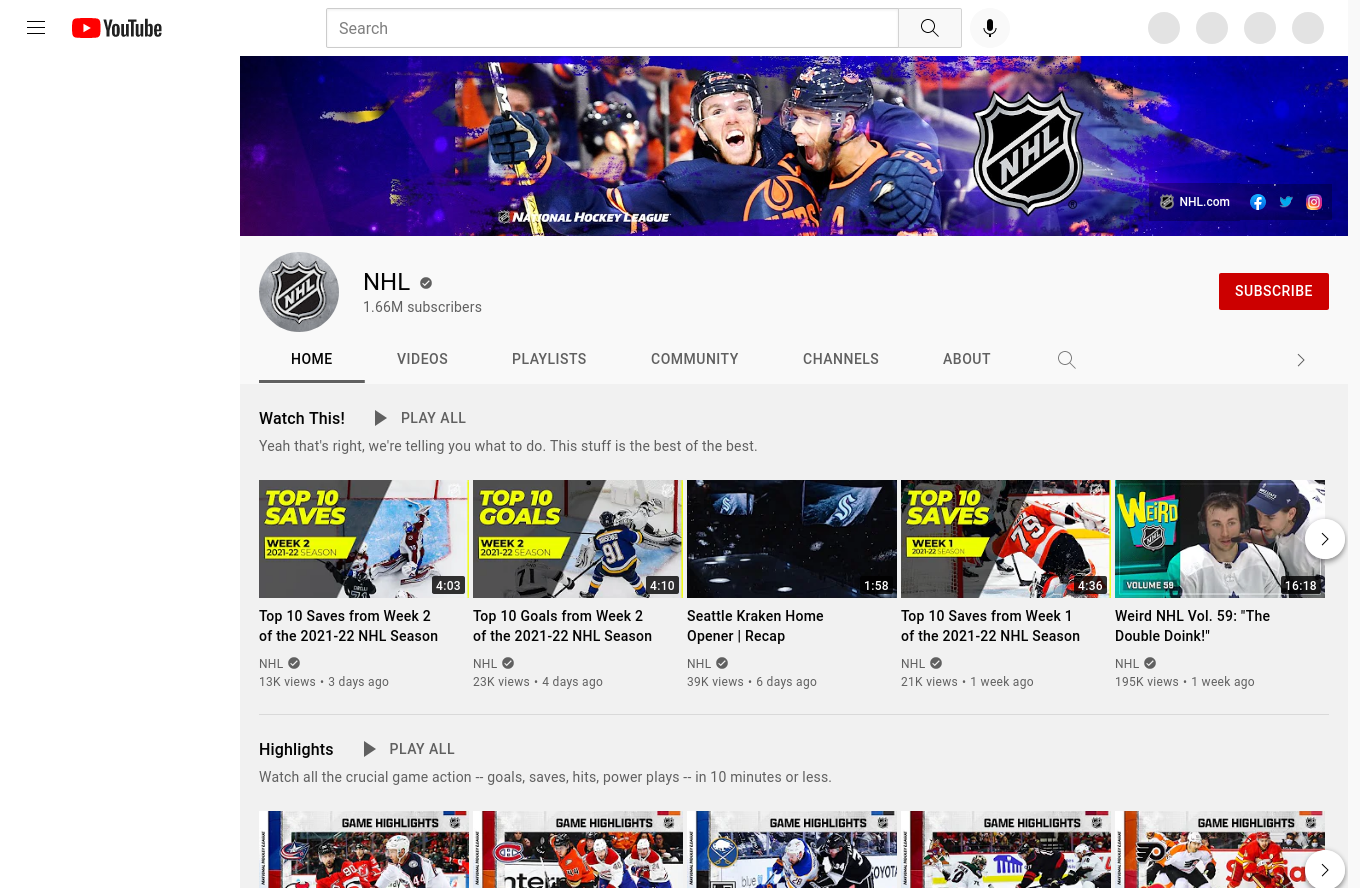 YouTube
Search
NHL
NATIONAL HOCKEY LEAGUE
NHL.com
NHL
NHL
1.66M subscribers
SUBSCRIBE
HOME
VIDEOS
PLAYLISTS
COMMUNITY
CHANNELS
ABOUT
Watch This!
PLAY ALL
Yeah that's right, we're telling you what to do. This stuff is the best of the best.
TOP 10
SAVES
WEEK 2
2021-22 SEASON
4:03
TOP 10
GOALS
WEEK 2
2021-22 SEASON
91
71
4:10
1:58
TOP 10
SAVES
WEEK 1
2021-22 SEASON
79
4:36
WEIRD
NHL
VOLUME 59
16:18
Top 10 Saves from Week 2
of the 2021-22 NHL Season
NHL
13K views • 3 days ago
Top 10 Goals from Week 2
of the 2021-22 NHL Season
NHL
23K views • 4 days ago
Seattle Kraken Home
Opener | Recap
NHL
39K views • 6 days ago
Top 10 Saves from Week 1
of the 2021-22 NHL Season
NHL
21K views • 1 week ago
Weird NHL Vol. 59: "The
Double Doink!"
NHL
195K views • 1 week ago
Highlights
PLAY ALL
Watch all the crucial game action -- goals, saves, hits, power plays -- in 10 minutes or less.
GAME HIGHLIGHTS
GAME HIGHLIGHTS
GAME HIGHLIGHTS
GAME HIGHLIGHTS
GAME HIGHLIGHTS